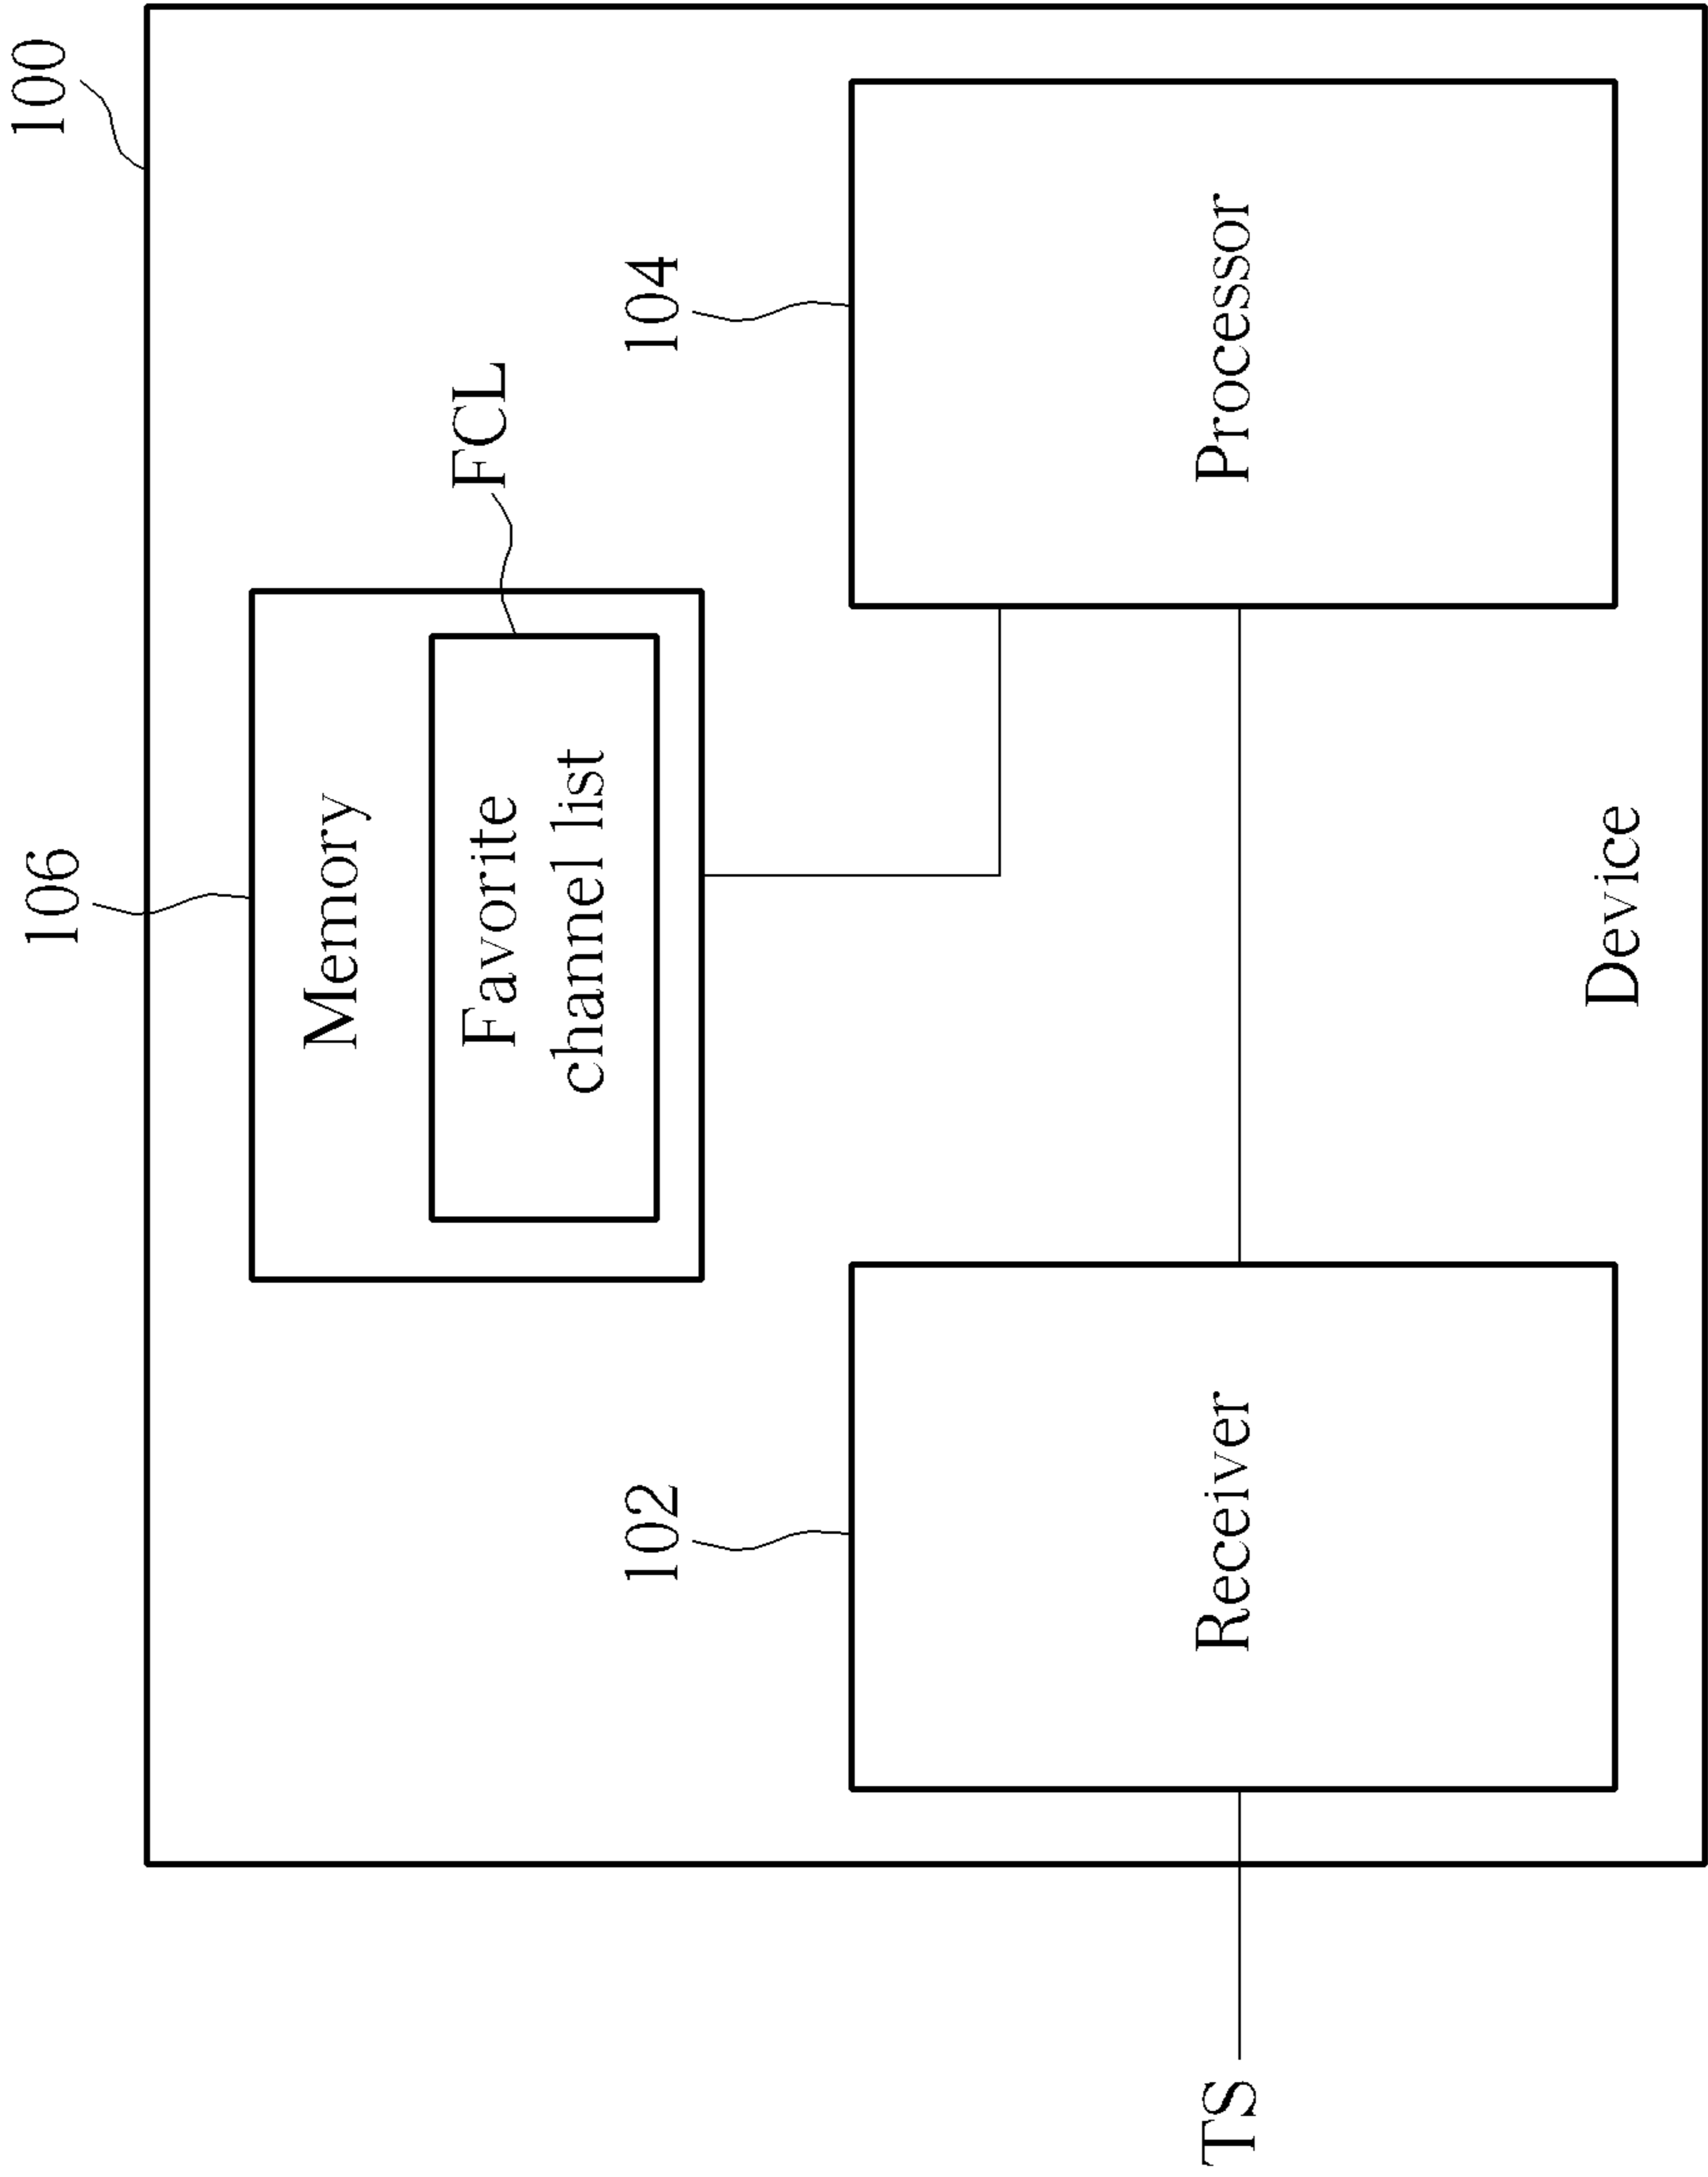 100
106
Memory
FCL
Favorite
channel list
102
104
TS
Receiver
Processor
Device